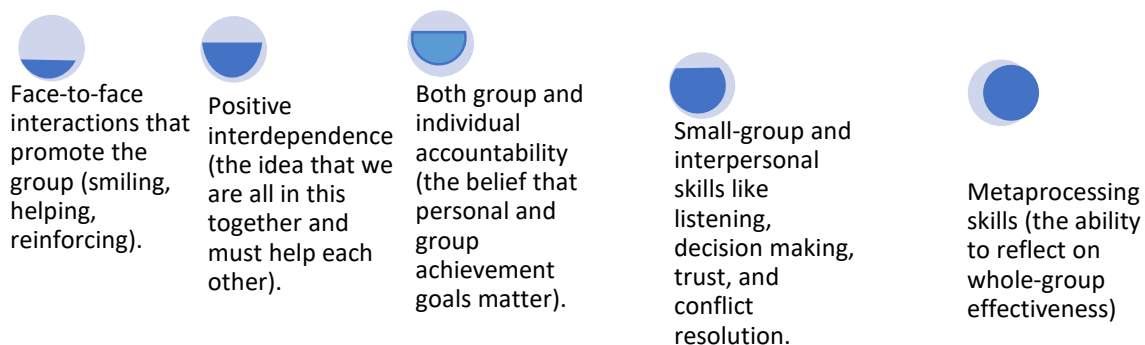 Face-to-face
interactions that
promote the
group (smiling,
helping,
reinforcing).
Positive
interdependence
(the idea that we
are all in this
together and
must help each
other).
Both group and
individual
accountability
(the belief that
personal and
group
achievement
goals matter).
Small-group and
interpersonal
skills like
listening,
decision making,
trust, and
conflict
resolution.
Metaprocessing
skills (the ability
to reflect on
whole-group
effectiveness)